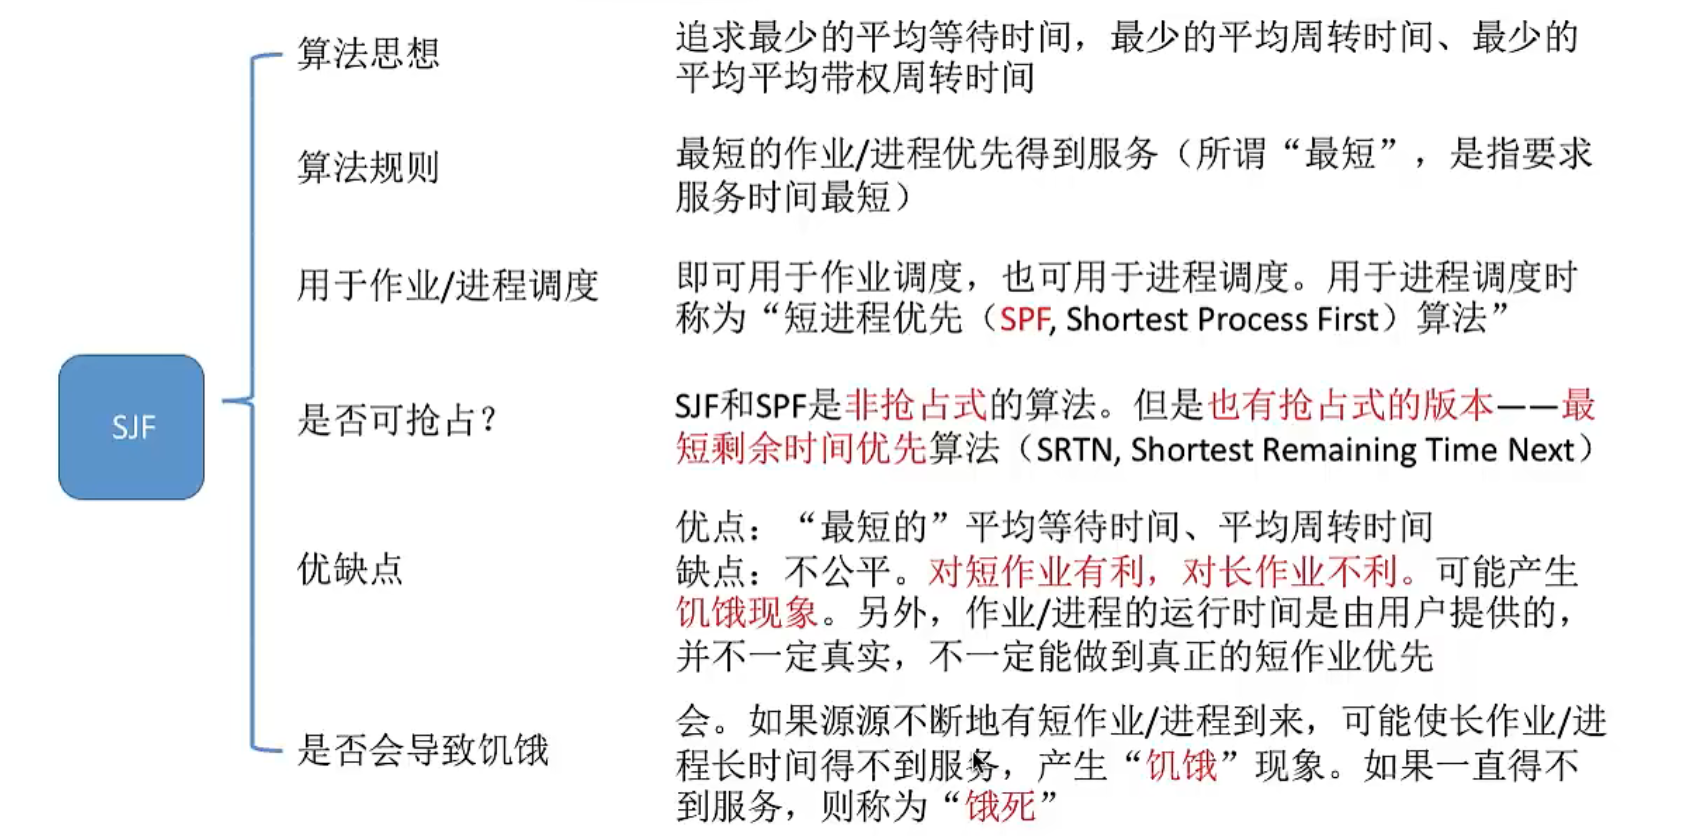 SJF
算法思想
追求最少的平均等待时间，最少的平均周转时间、最少的
平均平均带权周转时间
算法规则
最短的作业/进程优先得到服务（所谓“最短”，是指要求
服务时间最短）
用于作业/进程调度
即可用于作业调度，也可用于进程调度。用于进程调度时
称为“短进程优先（SPF, Shortest Process First）算法”
是否可抢占？
SJF和SPF是非抢占式的算法。但是也有抢占式的版本——最
短剩余时间优先算法（SRTN, Shortest Remaining Time Next）
优缺点
优点：“最短的”平均等待时间、平均周转时间
缺点：不公平。对短作业有利，对长作业不利。可能产生
饥饿现象。另外，作业/进程的运行时间是由用户提供的，
并不一定真实，不一定能做到真正的短作业优先
是否会导致饥饿
会。如果源源不断地有短作业/进程到来，可能使长作业/进
程长时间得不到服务，产生“饥饿”现象。如果一直得不
到服务，则称为“饿死”